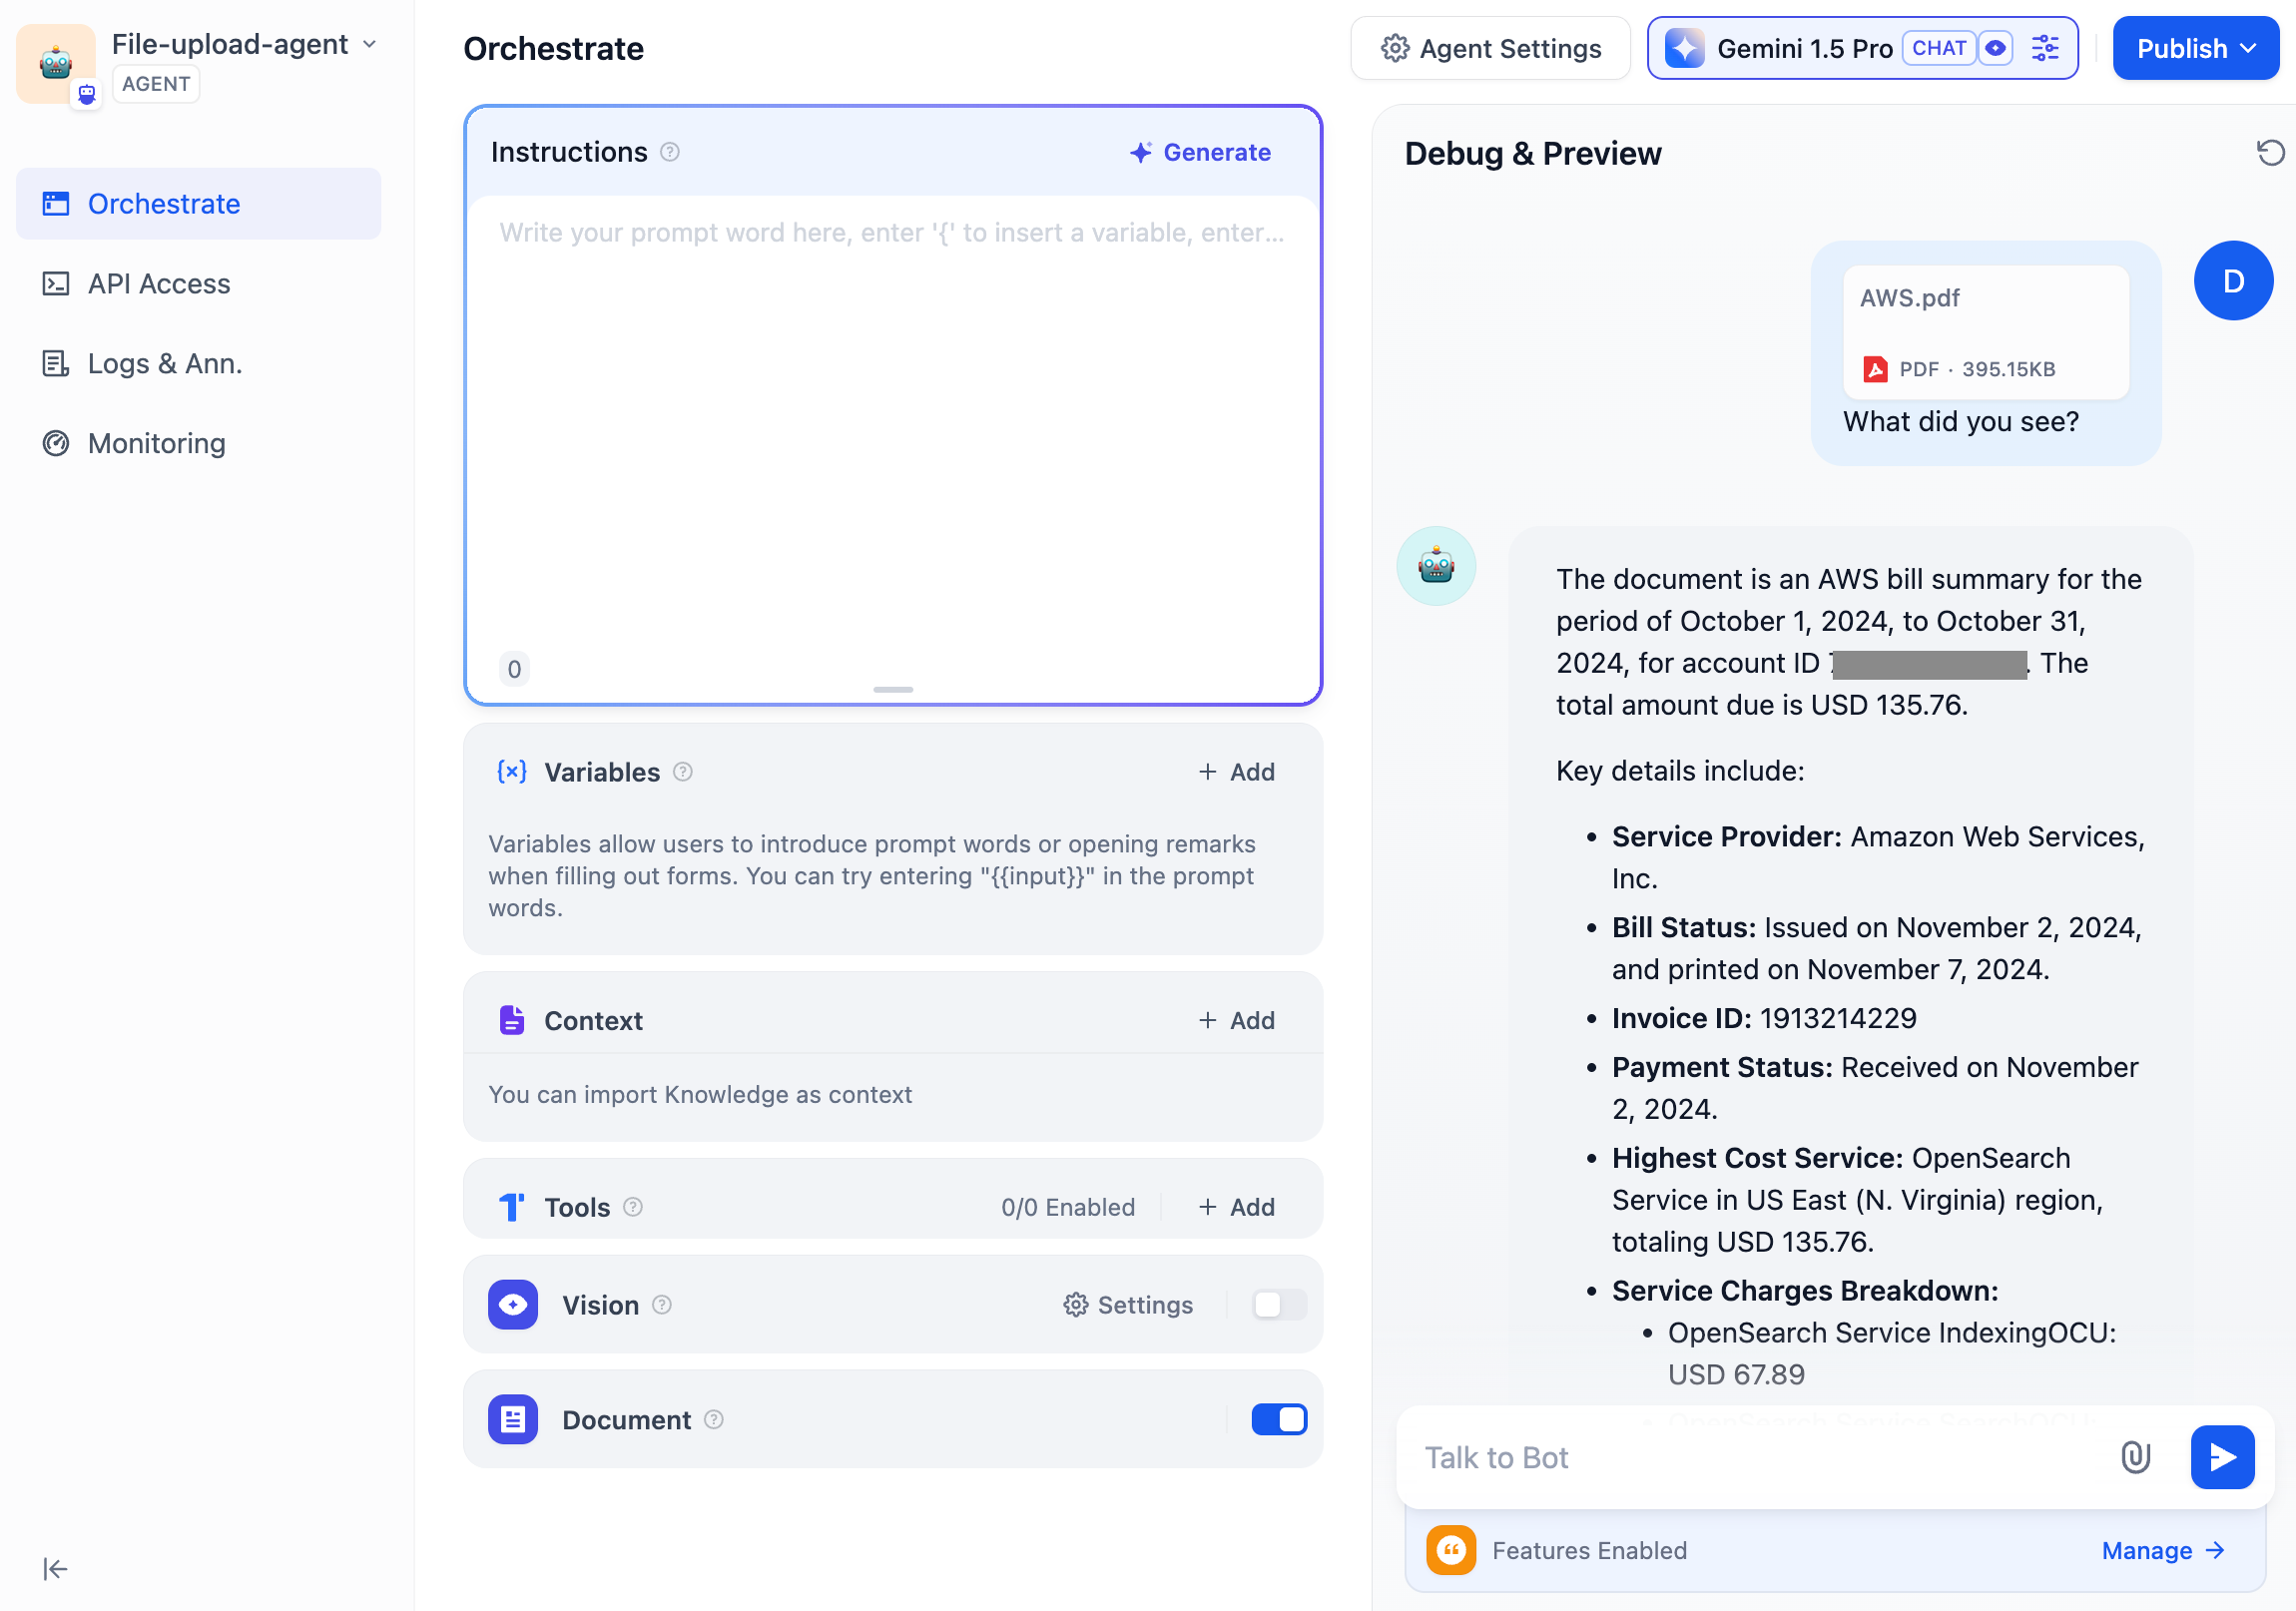 File-upload-agent
AGENT
Orchestrate
API Access
Logs & Ann.
Monitoring
Orchestrate
Agent Settings
Gemini 1.5 Pro CHAT
Publish
Instructions
Generate
Write your prompt word here, enter '{' to insert a variable, enter...
0
Variables
+ Add
Variables allow users to introduce prompt words or opening remarks
when filling out forms. You can try entering "{{input}}" in the prompt
words.
Context
+ Add
You can import Knowledge as context
Tools
0/0 Enabled
+ Add
Vision
Settings
Document
Debug & Preview
AWS.pdf
PDF · 395.15KB
What did you see?
D
The document is an AWS bill summary for the
period of October 1, 2024, to October 31,
2024, for account ID . The
total amount due is USD 135.76.
Key details include:
• Service Provider: Amazon Web Services,
Inc.
• Bill Status: Issued on November 2, 2024,
and printed on November 7, 2024.
• Invoice ID: 1913214229
• Payment Status: Received on November
2, 2024.
• Highest Cost Service: OpenSearch
Service in US East (N. Virginia) region,
totaling USD 135.76.
• Service Charges Breakdown:
• OpenSearch Service IndexingOCU:
USD 67.89
• OpenSearch Service SearchOCU:
Talk to Bot
Features Enabled
Manage →